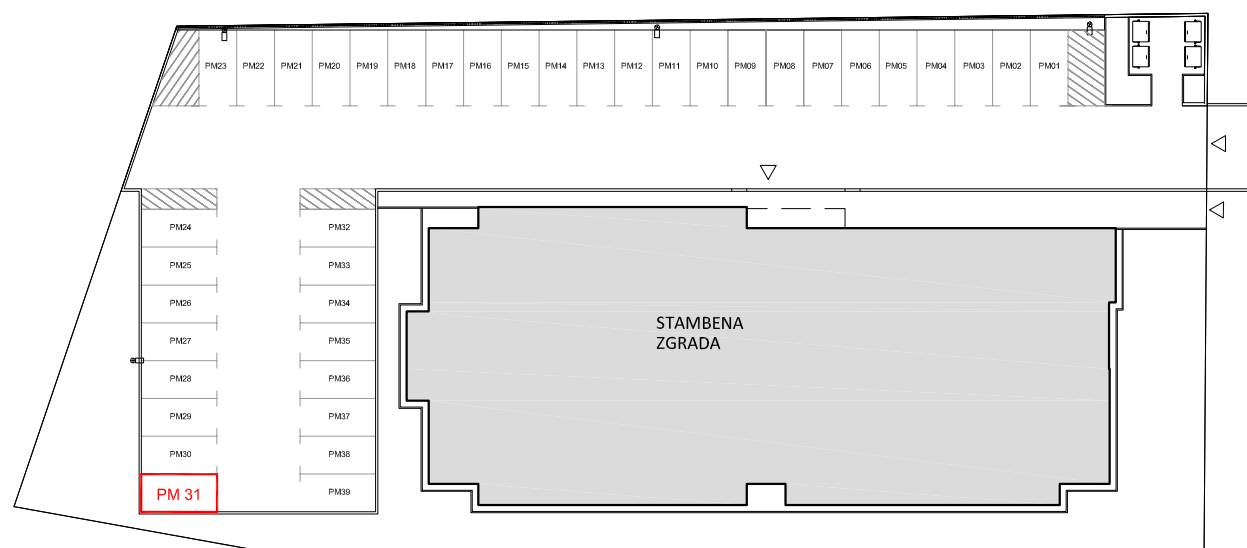 PM23 PM22 PM21 PM20 PM19 PM18 PM17 PM16 PM15 PM14 PM13 PM12 PM11 PM10 PM09 PM08 PM07 PM06 PM05 PM04 PM03 PM02 PM01
PM24
PM25
PM26
PM27
PM28
PM29
PM30
PM 31
PM32
PM33
PM34
PM35
PM36
PM37
PM38
PM39
STAMBENA
ZGRADA